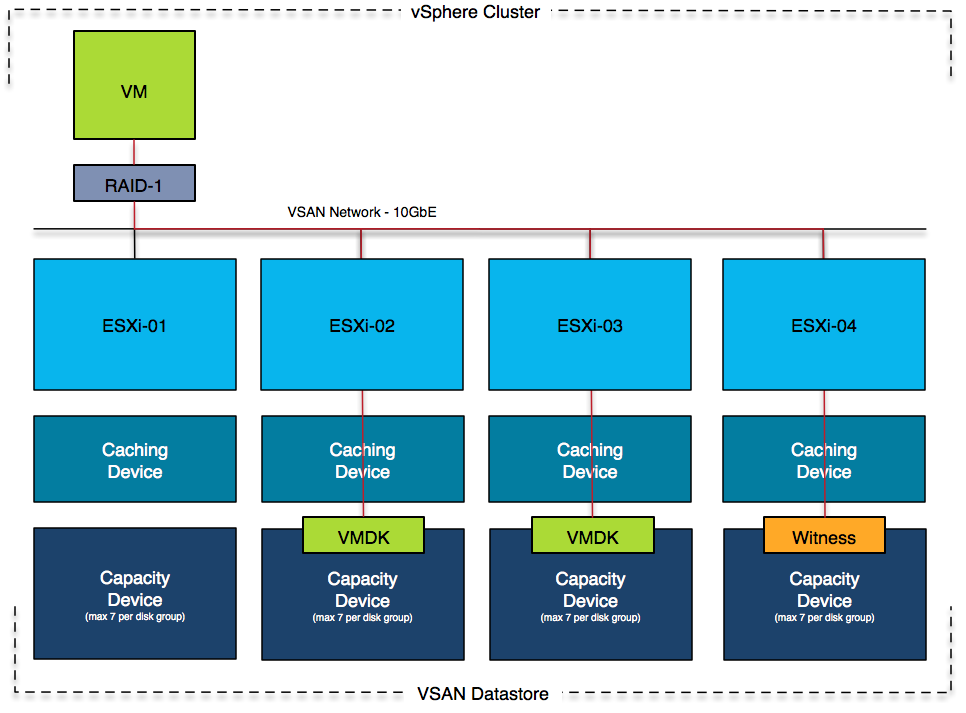 vSphere Cluster
VM
RAID-1
VSAN Network - 10GbE
ESXi-01
ESXi-02
ESXi-03
ESXi-04
Caching
Device
Caching
Device
Caching
Device
Caching
Device
VMDK
VMDK
Witness
Capacity
Device
(max 7 per disk group)
Capacity
Device
(max 7 per disk group)
Capacity
Device
(max 7 per disk group)
Capacity
Device
(max 7 per disk group)
VSAN Datastore